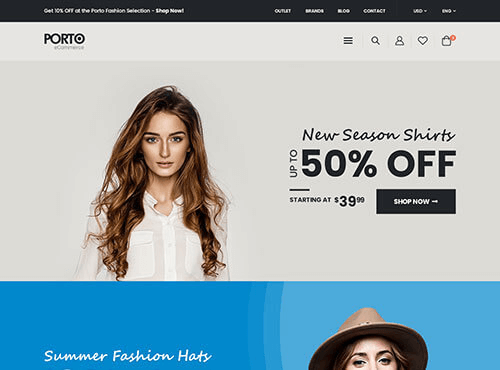 Get 10% OFF at the Porto Fashion Selection - Shop Now!
OUTLET BRANDS BLOG CONTACT USD ENG
PORTO
eCommerce
New Season Shirts
UP TO 50% OFF
STARTING AT $39.99 SHOP NOW
Summer Fashion Hats